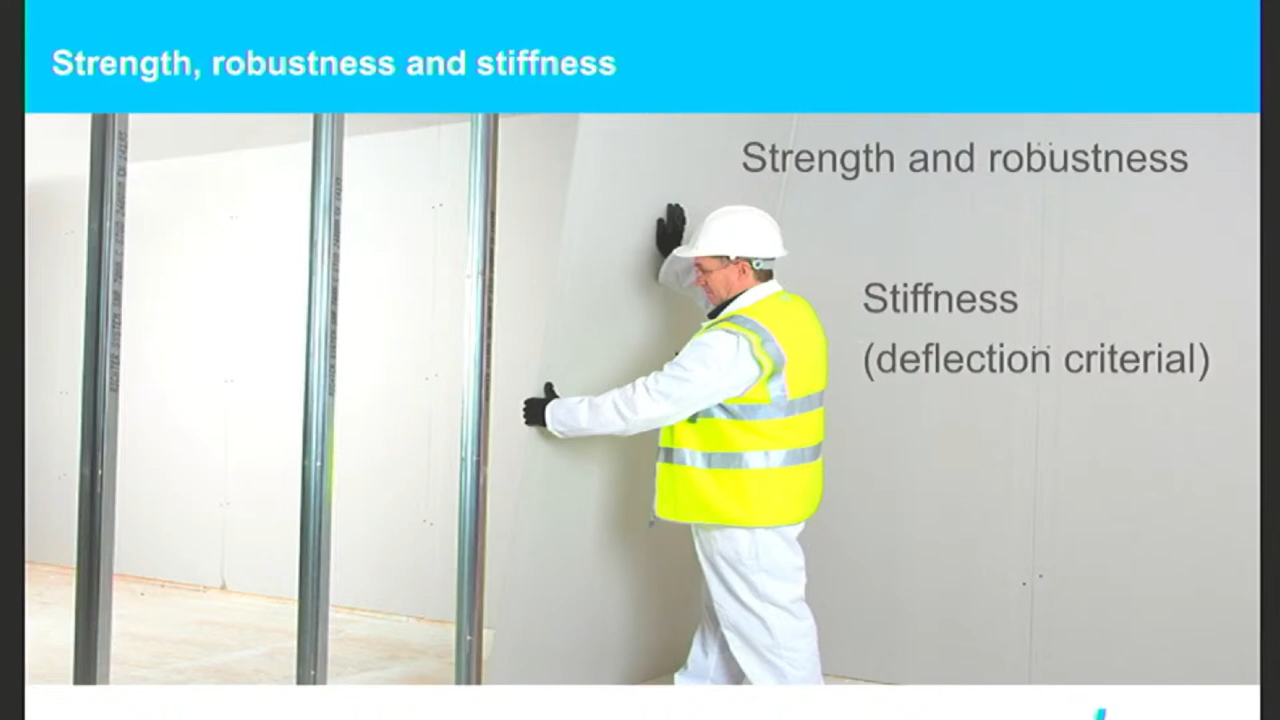 Strength, robustness and stiffness
Strength and robustness
Stiffness
(deflection criterial)